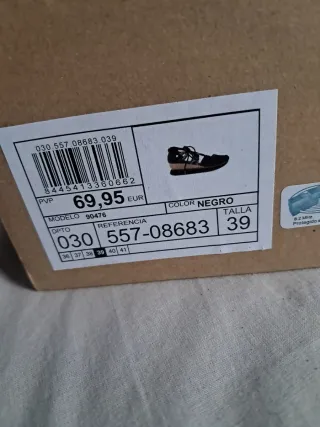 030 557 08683 039
8445413360662
PVP 69,95 EUR
MODELO 90476
COLOR NEGRO
DPTO REFERENCIA TALLA
030 557-08683 39
36 37 38 39 40 41